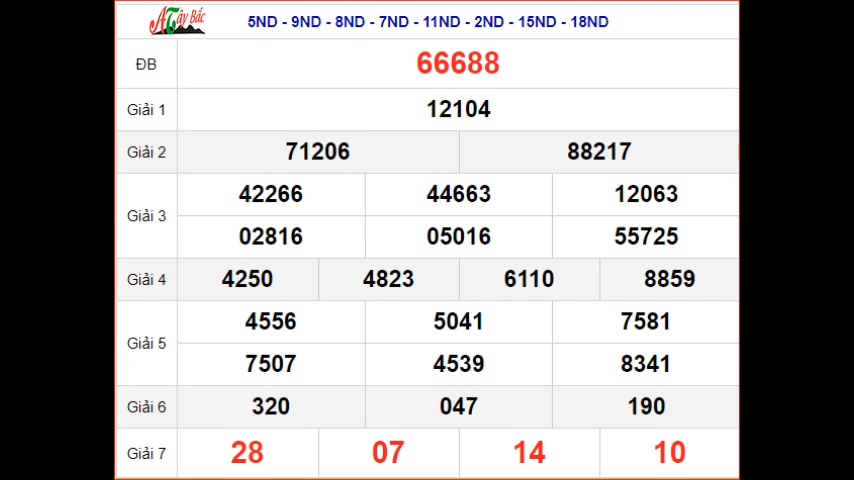 ATây Bắc 5ND - 9ND - 8ND - 7ND - 11ND - 2ND - 15ND - 18ND
ĐB 66688
Giải 1 12104
Giải 2 71206 88217
Giải 3 42266 44663 12063
02816 05016 55725
Giải 4 4250 4823 6110 8859
Giải 5 4556 5041 7581
7507 4539 8341
Giải 6 320 047 190
Giải 7 28 07 14 10